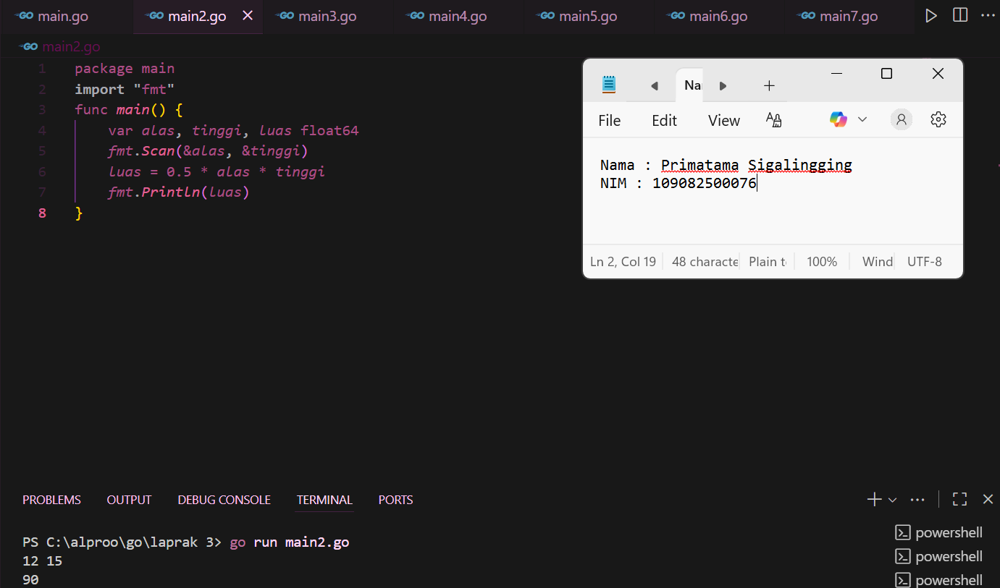 main.go main2.go main3.go main4.go main5.go main6.go main7.go
main2.go
1 package main
2 import "fmt"
3 func main() {
4 var alas, tinggi, luas float64
5 fmt.Scan(&alas, &tinggi)
6 luas = 0.5 * alas * tinggi
7 fmt.Println(luas)
8 }
Na
File Edit View
Nama : Primatama Sigalingging
NIM : 109082500076
Ln 2, Col 19 48 characte Plain t 100% Wind UTF-8
PROBLEMS OUTPUT DEBUG CONSOLE TERMINAL PORTS
PS C:\alproo\go\laprak 3> go run main2.go
12 15
90
powershell
powershell
powershell